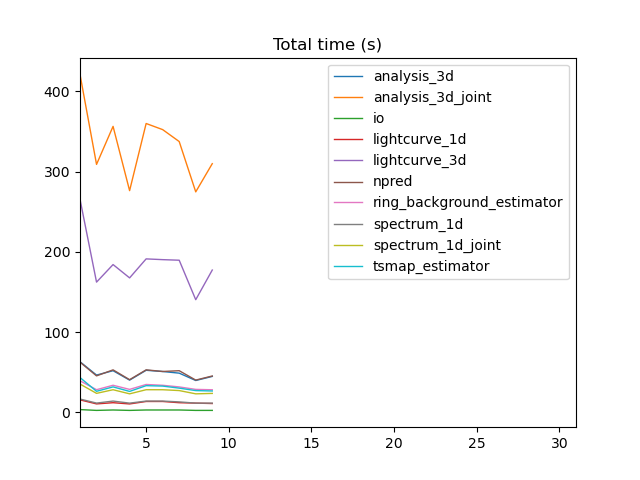 Total time (s)
analysis_3d
analysis_3d_joint
io
lightcurve_1d
lightcurve_3d
npred
ring_background_estimator
spectrum_1d
spectrum_1d_joint
tsmap_estimator
400
300
200
100
0
5 10 15 20 25 30